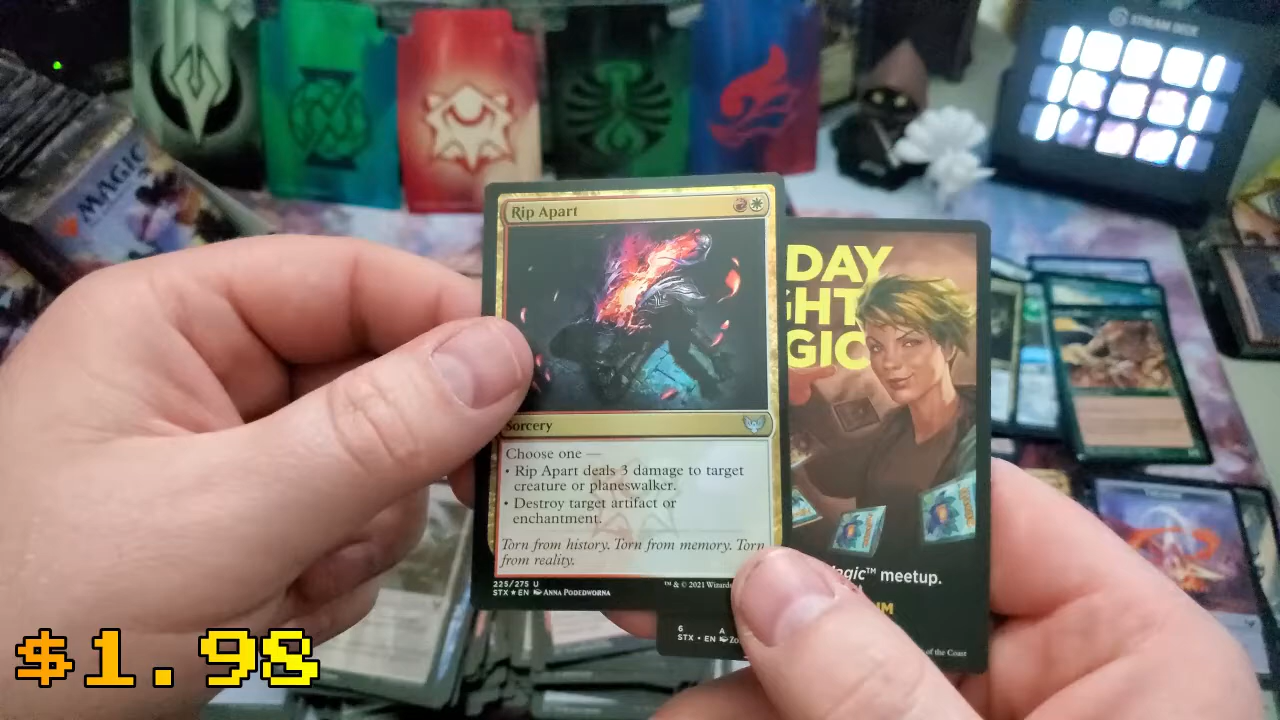 STREAM DECK
MAGIC
Rip Apart
DAY
GHT
GIC
Sorcery
Choose one —
• Rip Apart deals 3 damage to target
creature or planeswalker.
• Destroy target artifact or
enchantment.
Torn from history. Torn from memory. Torn
from reality.
225/275 U
STX ★ EN ANNA PODEDWORNA
™ & © 2021 Wizards
Magic™ meetup.
6 A
STX • EN
of the Coast
$1.98